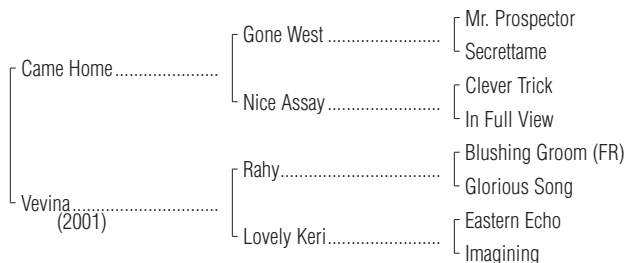 Mr. Prospector
Gone West ........................
Secrettame
Came Home ......................
Clever Trick
Nice Assay ........................
In Full View
Blushing Groom (FR)
Rahy..................................
Glorious Song
Vevina...............................
(2001)
Eastern Echo
Lovely Keri........................
Imagining